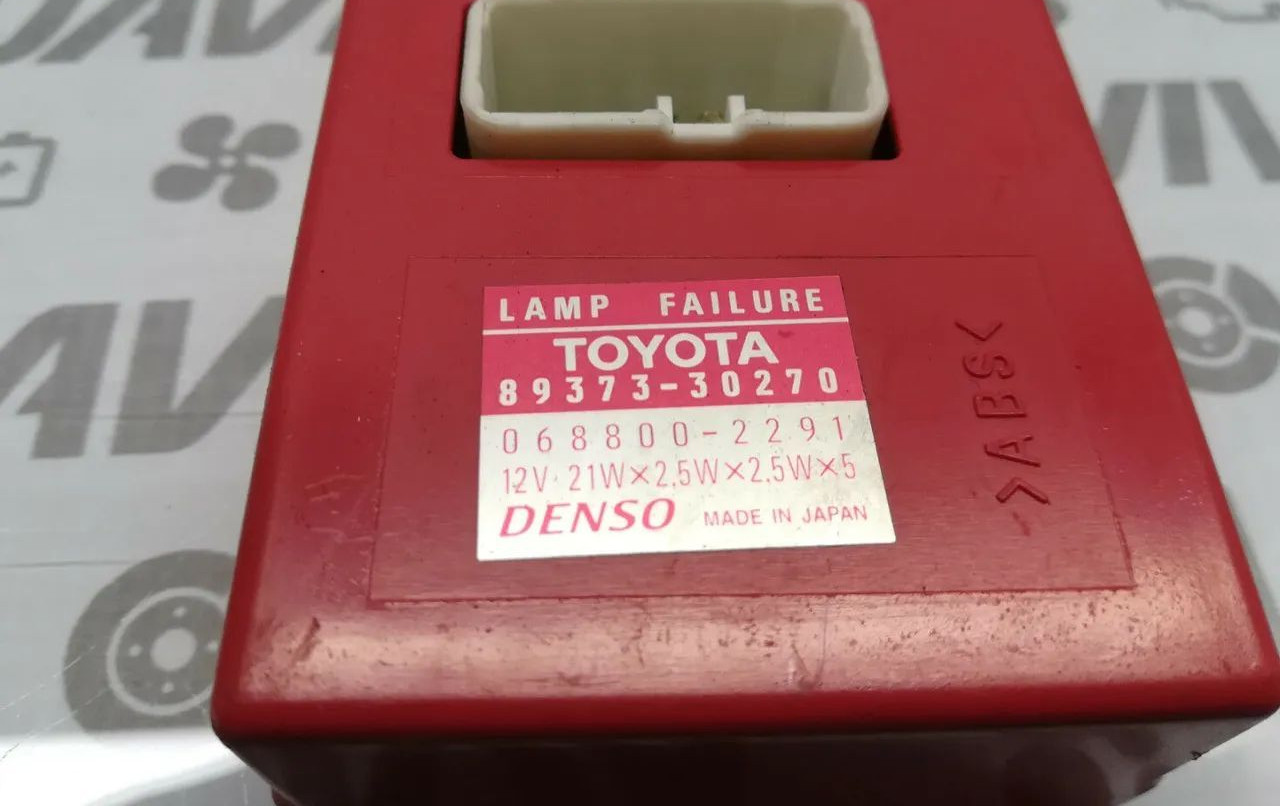 LAMP FAILURE
TOYOTA
89373-30270
068800-2291
12V 21W×2.5W×2.5W×5
DENSO MADE IN JAPAN
>ABS<